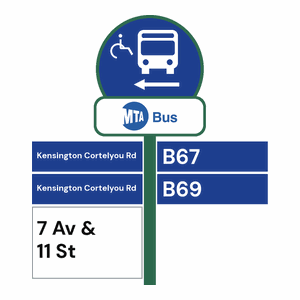 MTA Bus
Kensington Cortelyou Rd B67
Kensington Cortelyou Rd B69
7 Av &
11 St